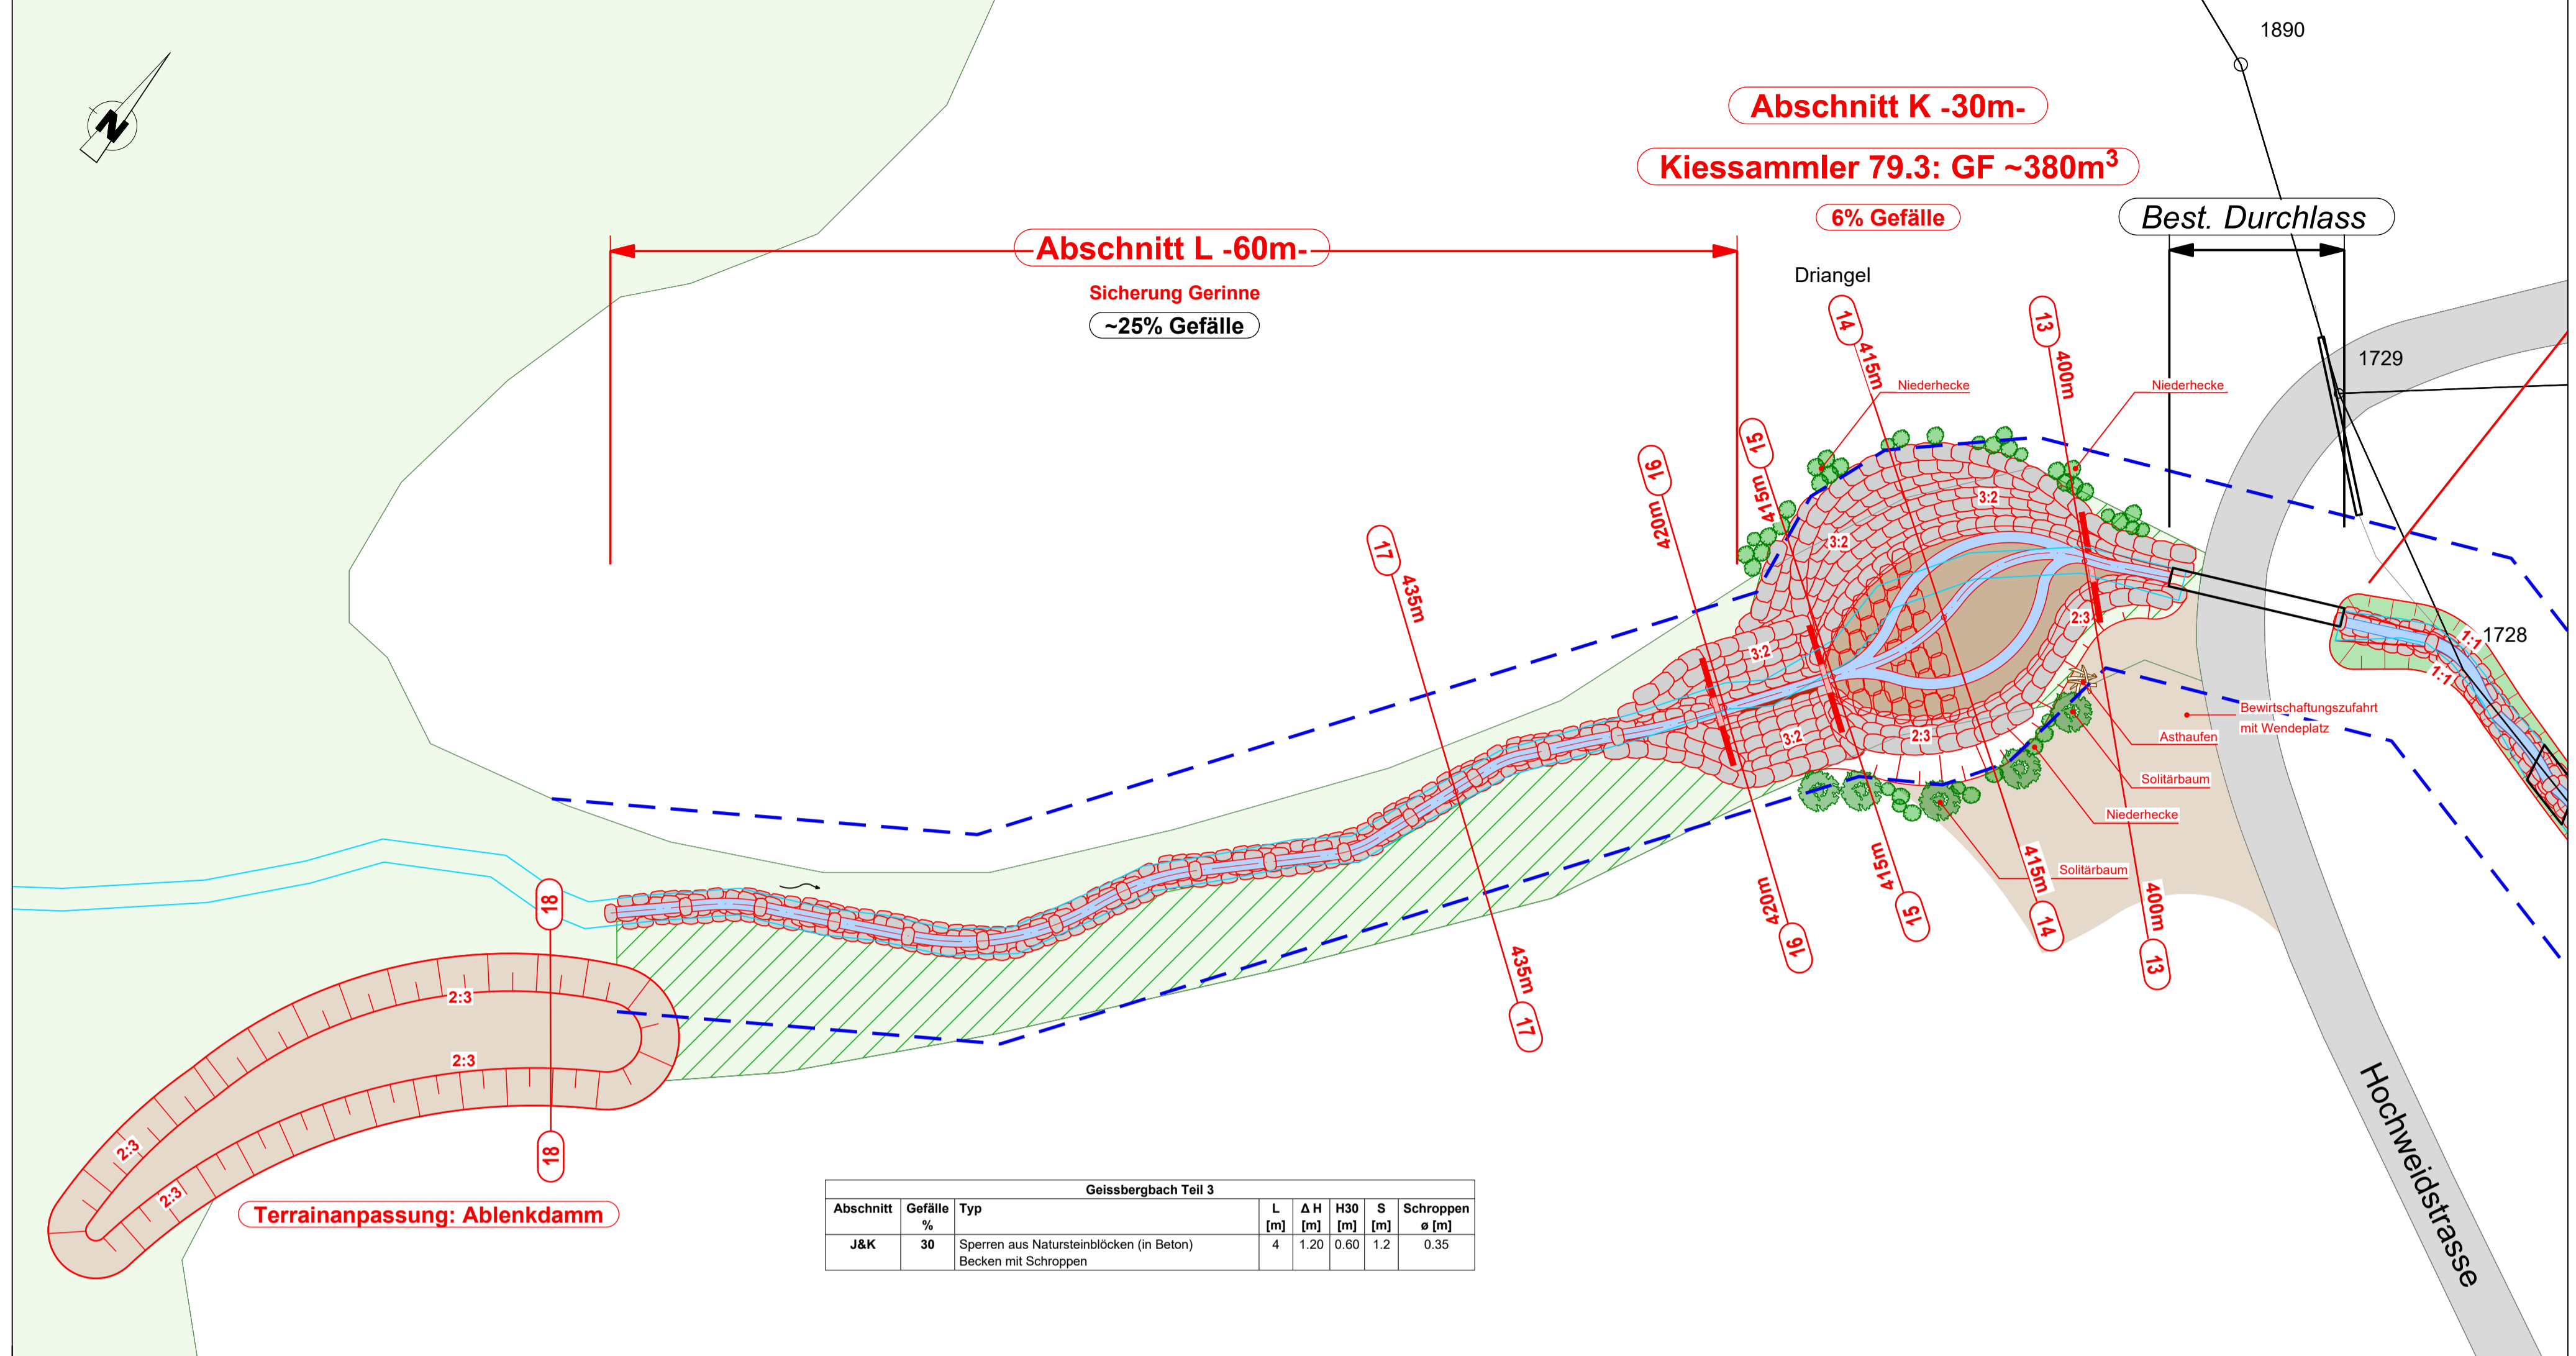 1890
N
Abschnitt K -30m-
Kiessammler 79.3: GF ~380m³
6% Gefälle
Best. Durchlass
Abschnitt L -60m-
Sicherung Gerinne
~25% Gefälle
Driangel
14
415m
13
400m
1729
Niederhecke
Niederhecke
15
415m
16
420m
17
435m
3:2
3:2
3:2
3:2
2:3
2:3
1:1
1:1
1728
Bewirtschaftungszufahrt
mit Wendeplatz
Asthaufen
Solitärbaum
Niederhecke
Solitärbaum
415m
14
400m
13
415m
15
420m
16
435m
17
18
18
2:3
2:3
2:3
2:3
Terrainanpassung: Ablenkdamm
Hochweidstrasse
Geissbergbach Teil 3
Abschnitt Gefälle % Typ L [m] Δ H [m] H30 [m] S [m] Schroppen ø [m]
J&K 30 Sperren aus Natursteinblöcken (in Beton) 4 1.20 0.60 1.2 0.35
Becken mit Schroppen